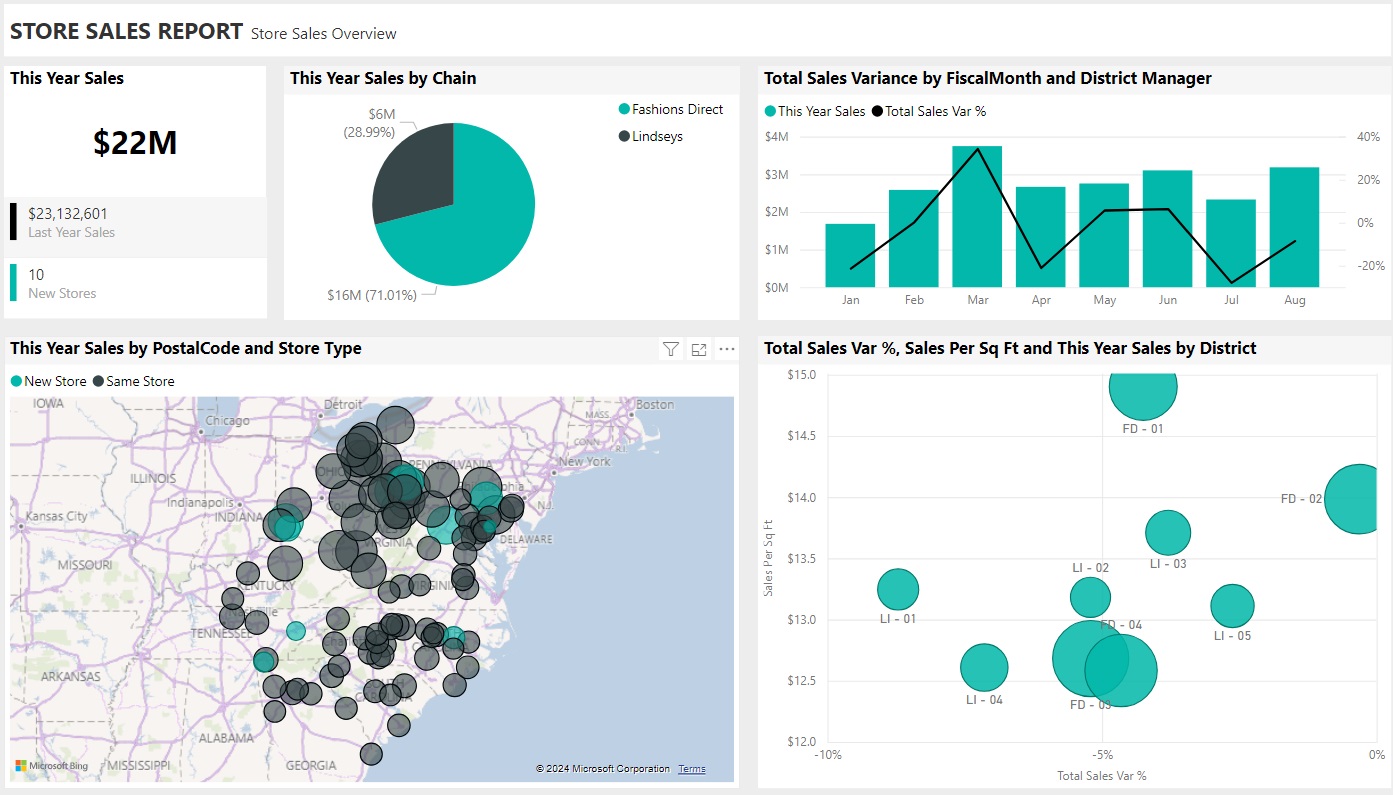 STORE SALES REPORT Store Sales Overview
This Year Sales
$22M
$23,132,601
Last Year Sales
10
New Stores
This Year Sales by Chain
$6M
(28.99%)
$16M (71.01%)
Fashions Direct
Lindseys
Total Sales Variance by FiscalMonth and District Manager
This Year Sales Total Sales Var %
$4M
$3M
$2M
$1M
$0M
40%
20%
0%
-20%
Jan Feb Mar Apr May Jun Jul Aug
This Year Sales by PostalCode and Store Type
New Store Same Store
IOWA
Detroit
Boston
Chicago
MASS.
CONN
R.I.
New York
PENNSYLVANIA
OHIO
ILLINOIS
Indianapolis
INDIANA
N.J.
Kansas City
DELAWARE
MISSOURI
TENNESSEE
ARKANSAS
ALABAMA
MISSISSIPPI
GEORGIA
Microsoft Bing
© 2024 Microsoft Corporation Terms
Total Sales Var %, Sales Per Sq Ft and This Year Sales by District
Sales Per Sq Ft
$15.0
$14.5
$14.0
$13.5
$13.0
$12.5
$12.0
FD - 01
FD - 02
LI - 03
LI - 02
LI - 01
FD - 04
LI - 05
LI - 04
FD - 03
-10% -5% 0%
Total Sales Var %